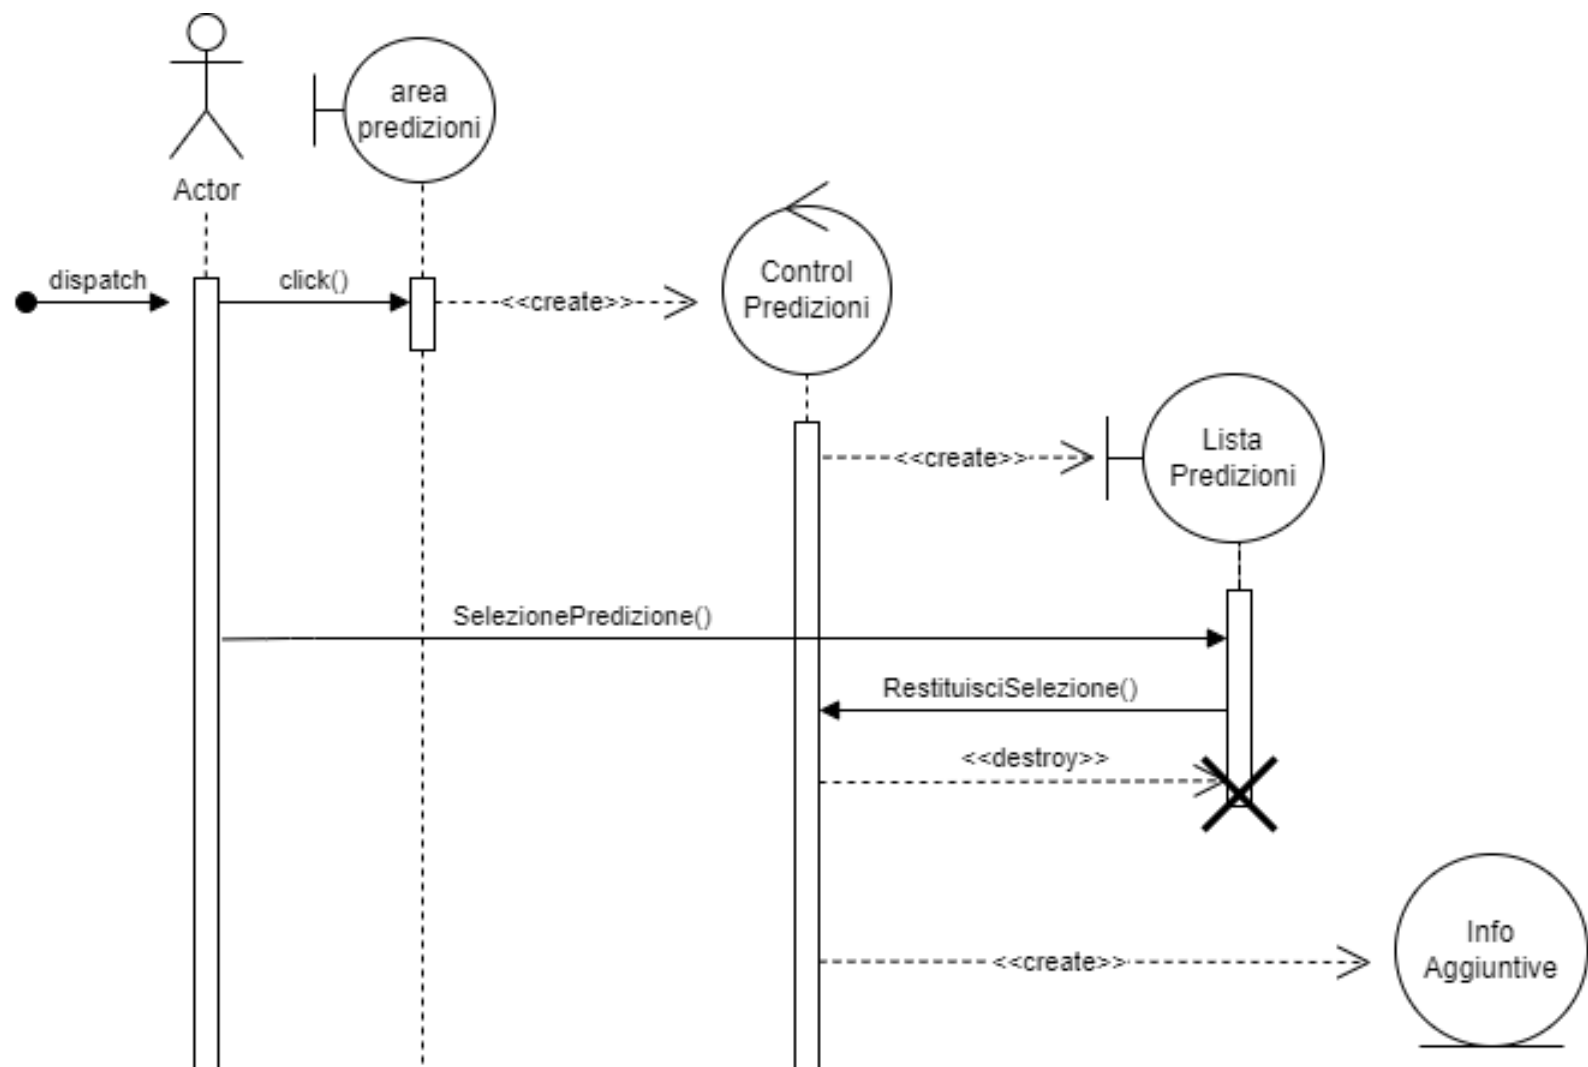 area
predizioni
Actor
dispatch
click()
<<create>>
Control
Predizioni
<<create>>
Lista
Predizioni
SelezionePredizione()
RestituisciSelezione()
<<destroy>>
<<create>>
Info
Aggiuntive